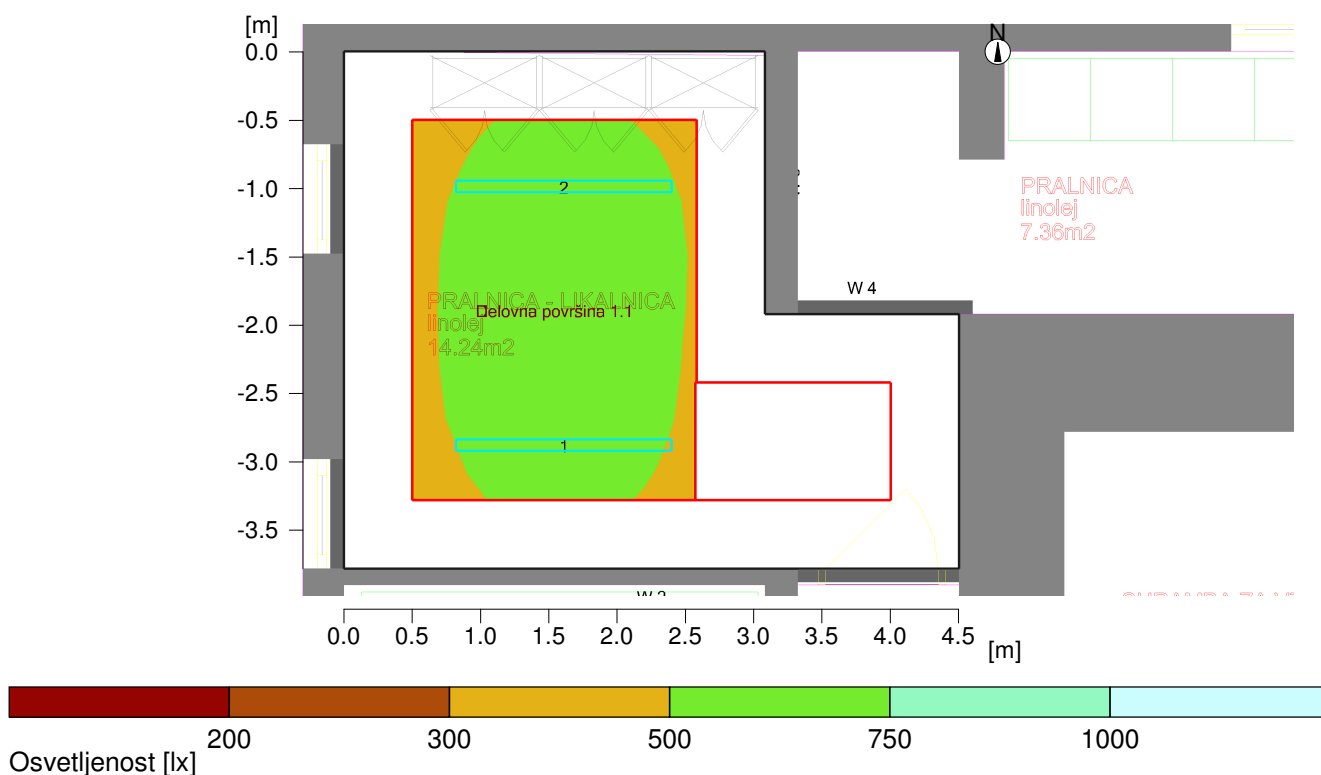 [m]
0.0
-0.5
-1.0
-1.5
-2.0
-2.5
-3.0
-3.5
N
PRALNICA
linolej
7.36m2
W 4
2
PRALNICA - LIKALNICA
Delovna površina 1.1
linolej
14.24m2
1
W 2
0.0 0.5 1.0 1.5 2.0 2.5 3.0 3.5 4.0 4.5
[m]
200 300 500 750 1000
Osvetljenost [lx]